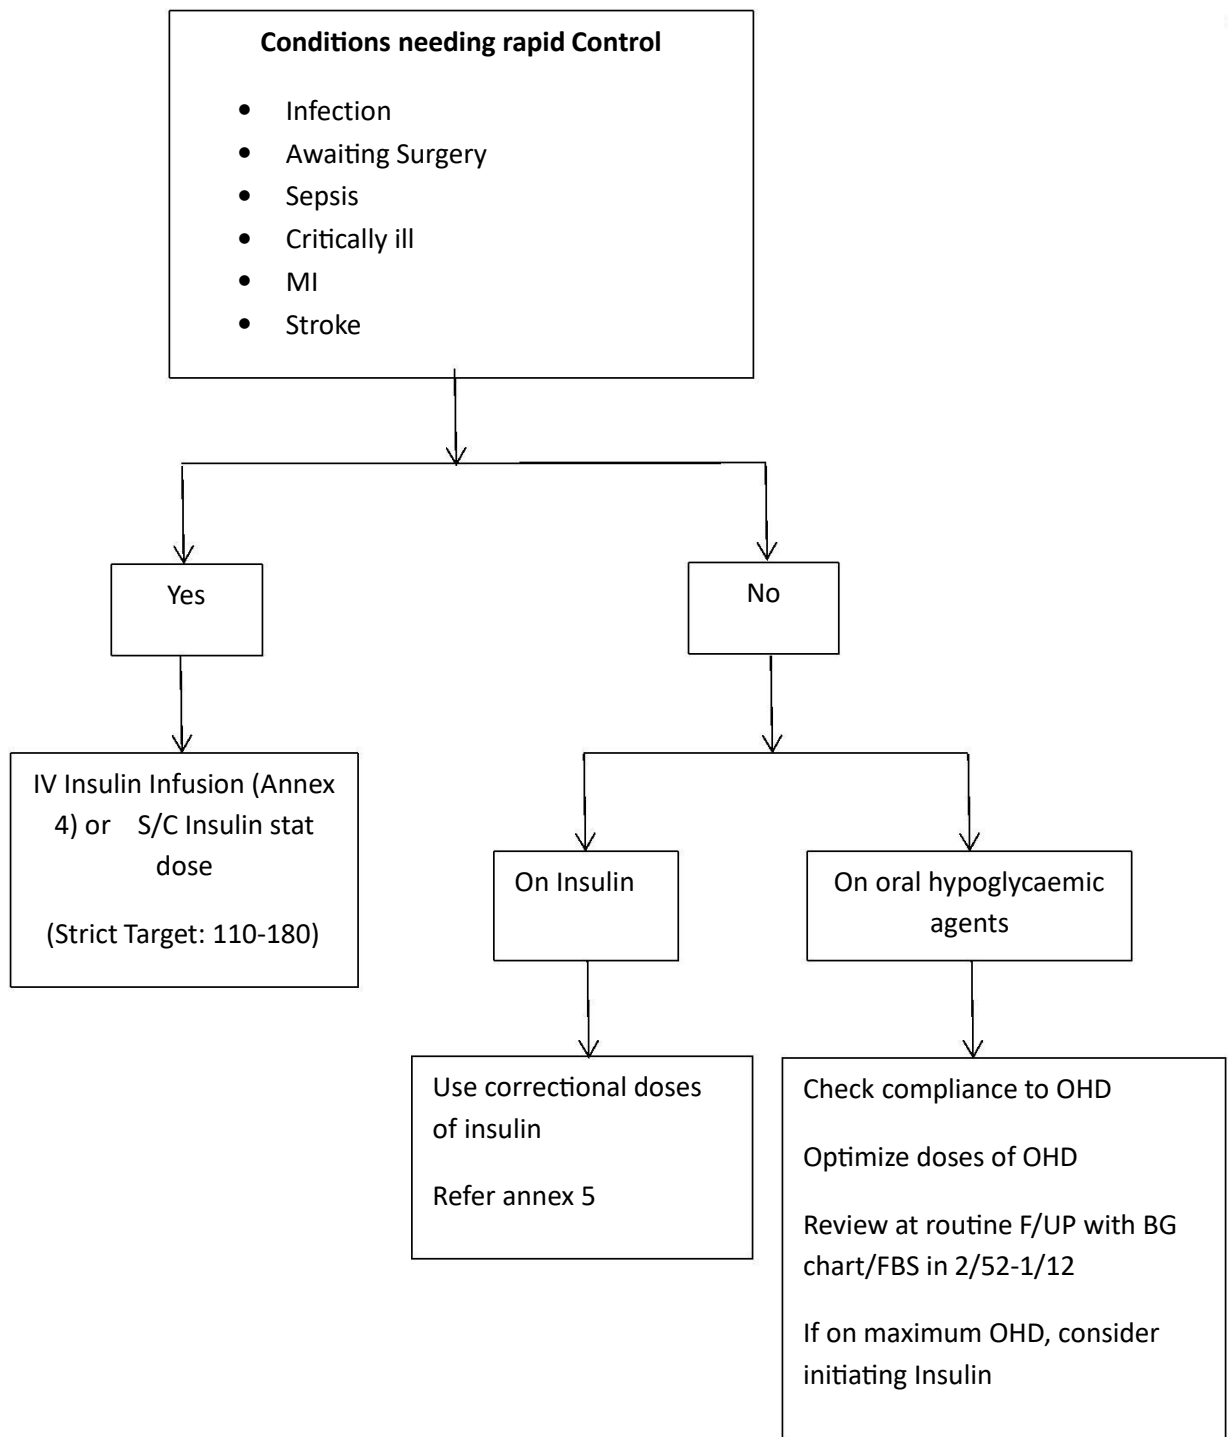 Conditions needing rapid Control
• Infection
• Awaiting Surgery
• Sepsis
• Critically ill
• MI
• Stroke
Yes
No
IV Insulin Infusion (Annex
4) or S/C Insulin stat
dose
(Strict Target: 110-180)
On Insulin
On oral hypoglycaemic
agents
Use correctional doses
of insulin
Refer annex 5
Check compliance to OHD
Optimize doses of OHD
Review at routine F/UP with BG
chart/FBS in 2/52-1/12
If on maximum OHD, consider
initiating Insulin